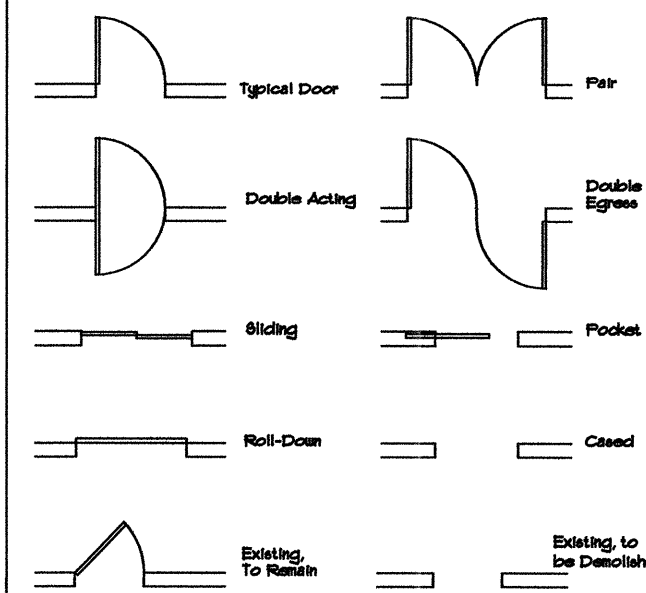 Typical Door
Pair
Double Acting
Double
Egress
Sliding
Pocket
Roll-Down
Cased
Existing,
To Remain
Existing, to
be Demolish